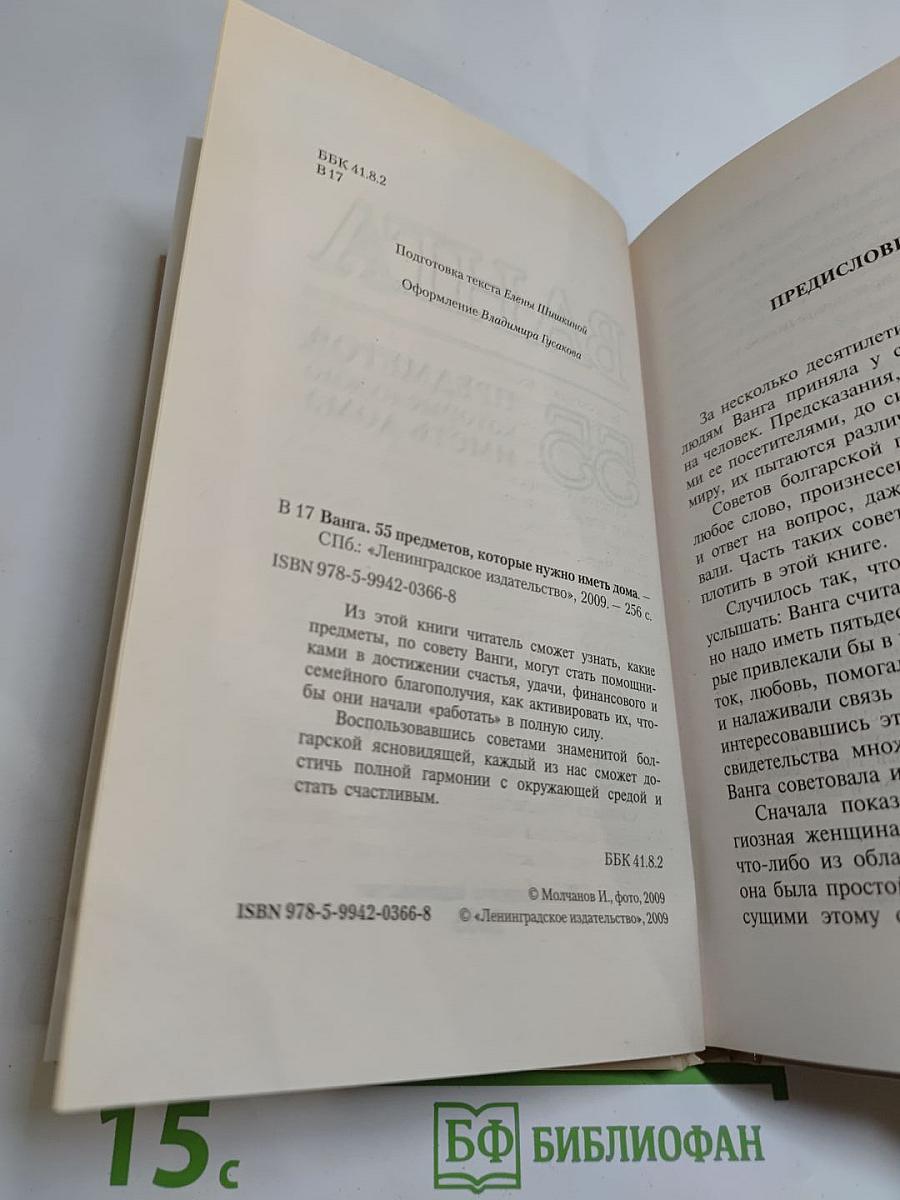 ББК 41.8.2
В 17
Подготовка текста Елены Шишкиной
Оформление Владимира Гусакова
В 17 Ванга. 55 предметов, которые нужно иметь дома. –
СПб.: «Ленинградское издательство», 2009. – 256 с.
ISBN 978-5-9942-0366-8
Из этой книги читатель сможет узнать, какие
предметы, по совету Ванги, могут стать помощни-
ками в достижении счастья, удачи, финансового и
семейного благополучия, как активировать их, что-
бы они начали «работать» в полную силу.
Воспользовавшись советами знаменитой бол-
гарской ясновидящей, каждый из нас сможет до-
стичь полной гармонии с окружающей средой и
стать счастливым.
ББК 41.8.2
© Молчанов И., фото, 2009
ISBN 978-5-9942-0366-8 © «Ленинградское издательство», 2009
ПРЕДИСЛОВИ
За несколько десятилети
людям Ванга приняла у с
на человек. Предсказания,
ми ее посетителями, до си
миру, их пытаются различ
Советов болгарской п
любое слово, произнесен
и ответ на вопрос, даж
вали. Часть таких совет
плотить в этой книге.
Случилось так, что
услышать: Ванга счита
но надо иметь пятьдес
рые привлекали бы в
ток, любовь, помогал
и налаживали связь
интересовавшись эт
свидетельства множ
Ванга советовала и
Сначала показ
гиозная женщина
что-либо из обла
она была простой
сущими этому с
15 с
БФ БИБЛИОФАН